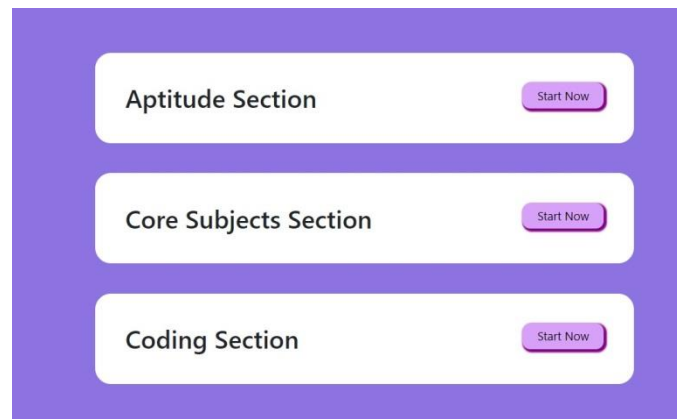 Aptitude Section
Start Now
Core Subjects Section
Start Now
Coding Section
Start Now